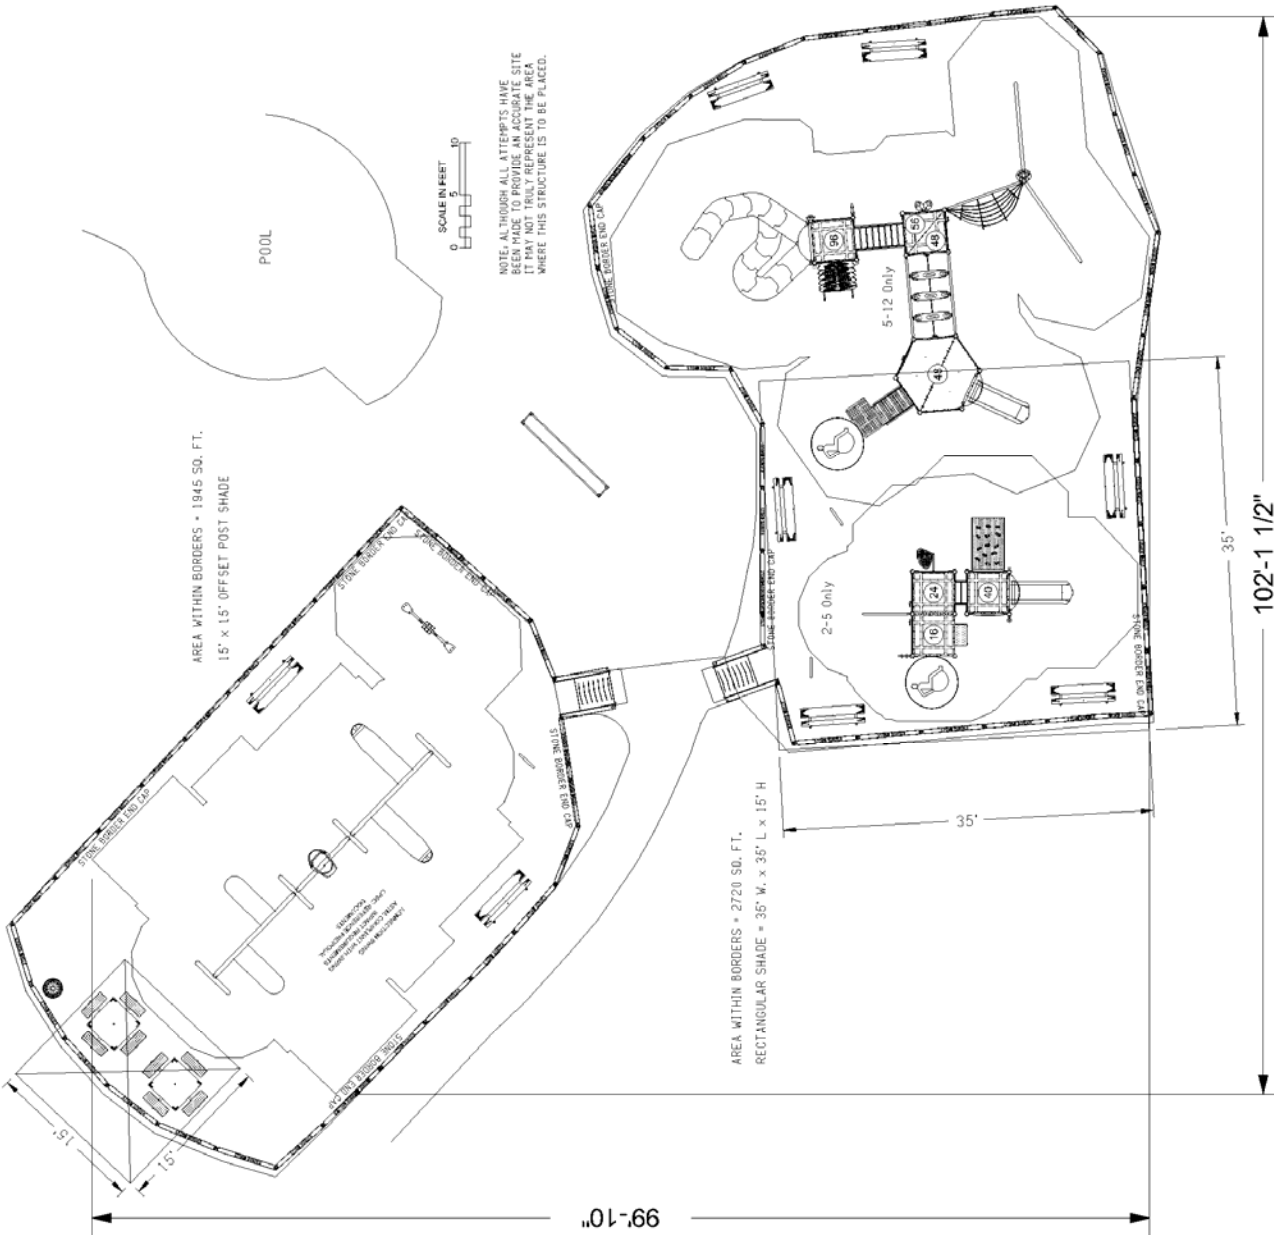 POOL
SCALE IN FEET
0 5 10
NOTE: ALTHOUGH ALL ATTEMPTS HAVE
BEEN MADE TO PROVIDE AN ACCURATE SITE
IT MAY NOT TRULY REPRESENT THE AREA
WHERE THIS STRUCTURE IS TO BE PLACED.
AREA WITHIN BORDERS = 1945 SQ. FT.
15' x 15' OFFSET POST SHADE
STONE BORDER END CAP
STONE BORDER END CAP
STONE BORDER END CAP
STONE BORDER END CAP
STONE BORDER END CAP
15'
15'
STONE BORDER END CAP
96
56
48
5-12 Only
49
STONE BORDER END CAP
2-5 Only
24
16
40
STONE BORDER END CAP
35'
35'
AREA WITHIN BORDERS = 2720 SQ. FT.
RECTANGULAR SHADE = 35' W. x 35' L x 15' H
102'-1 1/2"
99'-10"